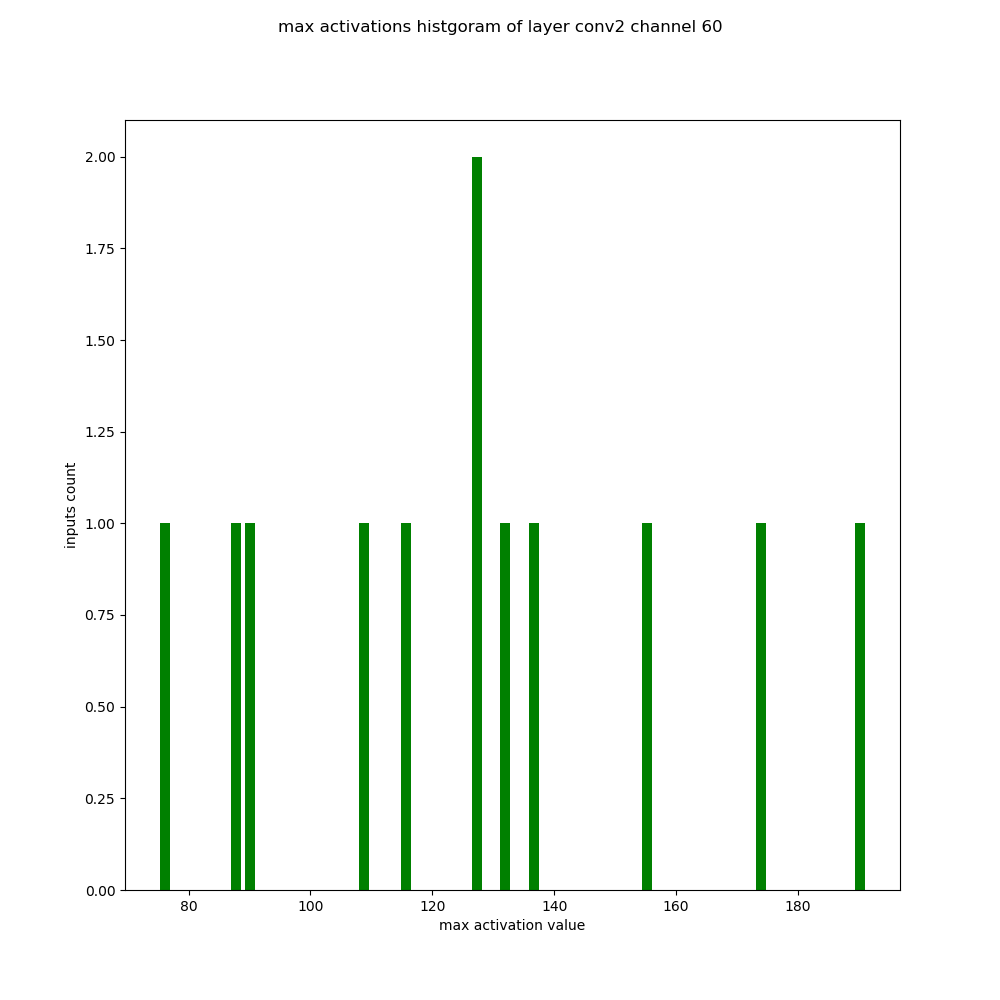 max activations histgoram of layer conv2 channel 60
2.00
1.75
1.50
1.25
1.00
0.75
0.50
0.25
0.00
inputs count
80 100 120 140 160 180
max activation value